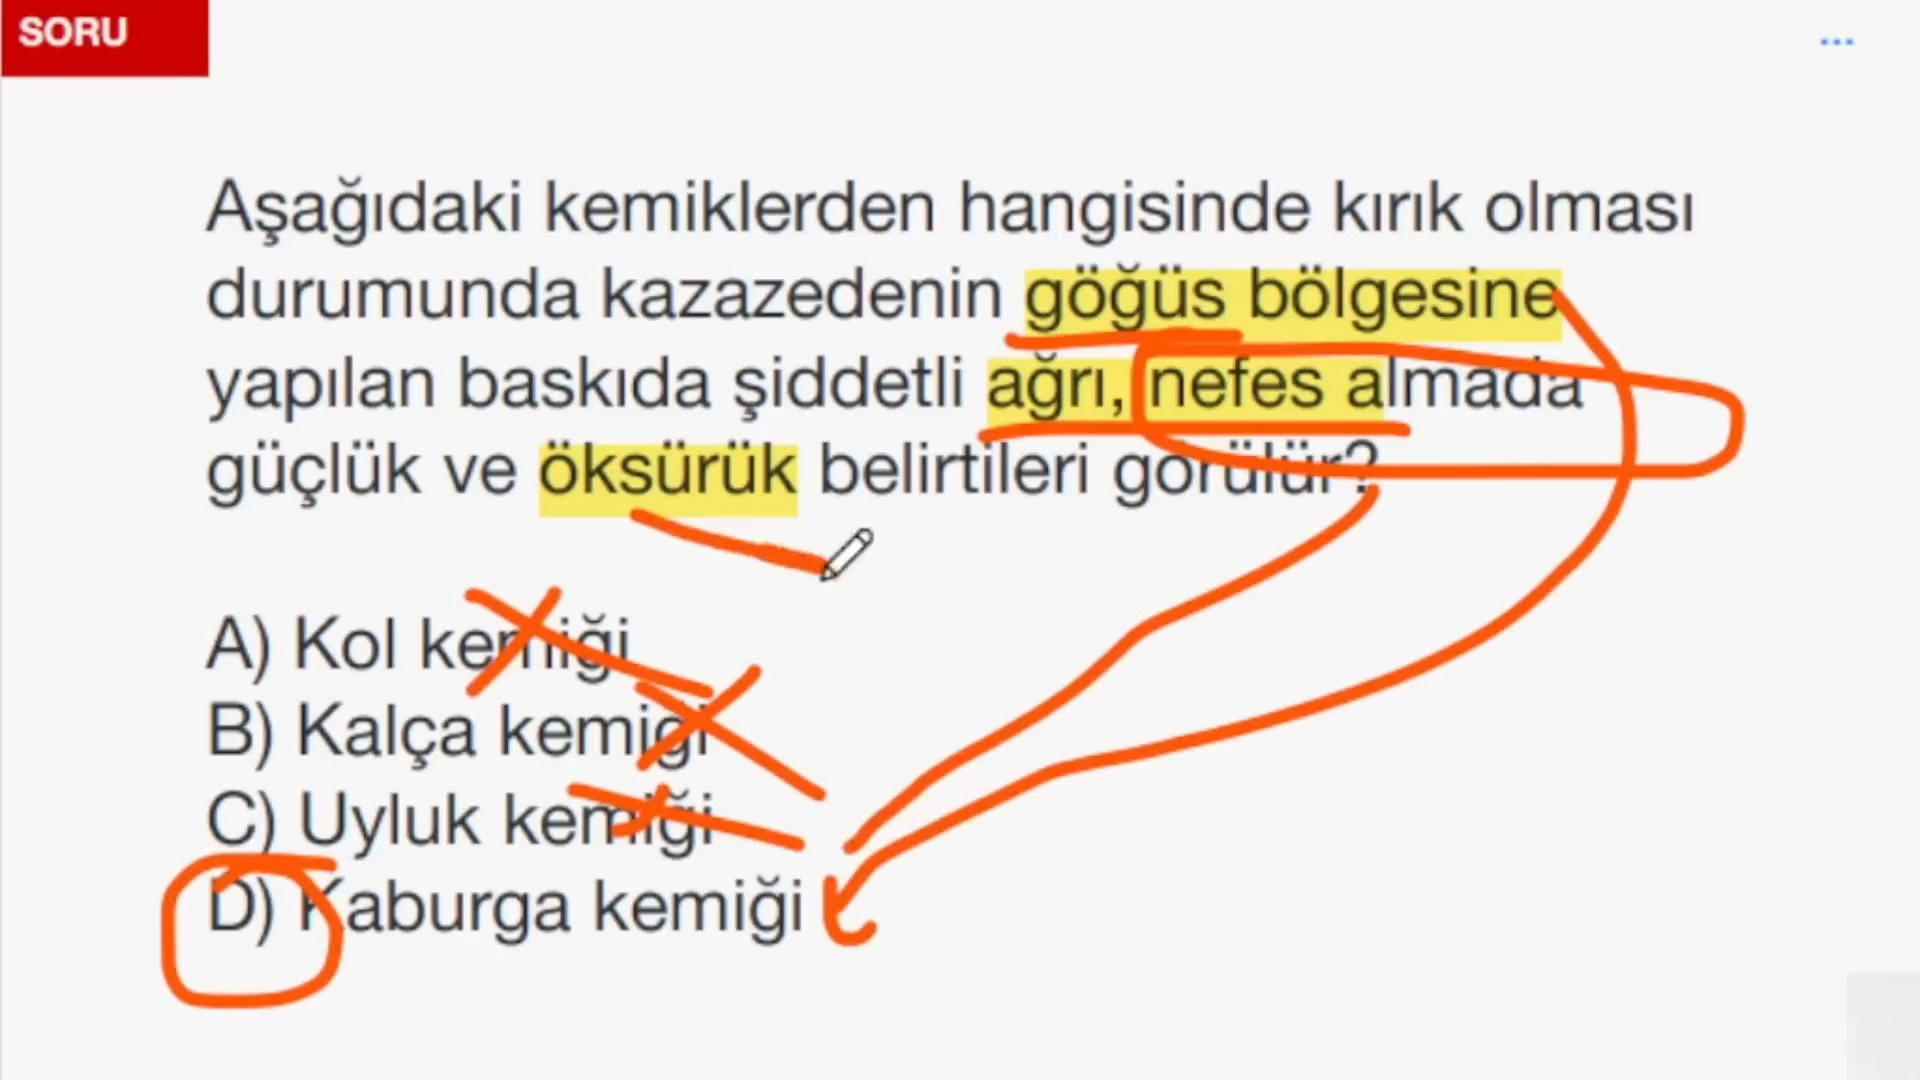 SORU
...
Aşağıdaki kemiklerden hangisinde kırık olması
durumunda kazazedenin göğüs bölgesine
yapılan baskıda şiddetli ağrı, nefes almada
güçlük ve öksürük belirtileri görülür?
A) Kol kemiği
B) Kalça kemiği
C) Uyluk kemiği
D) Kaburga kemiği